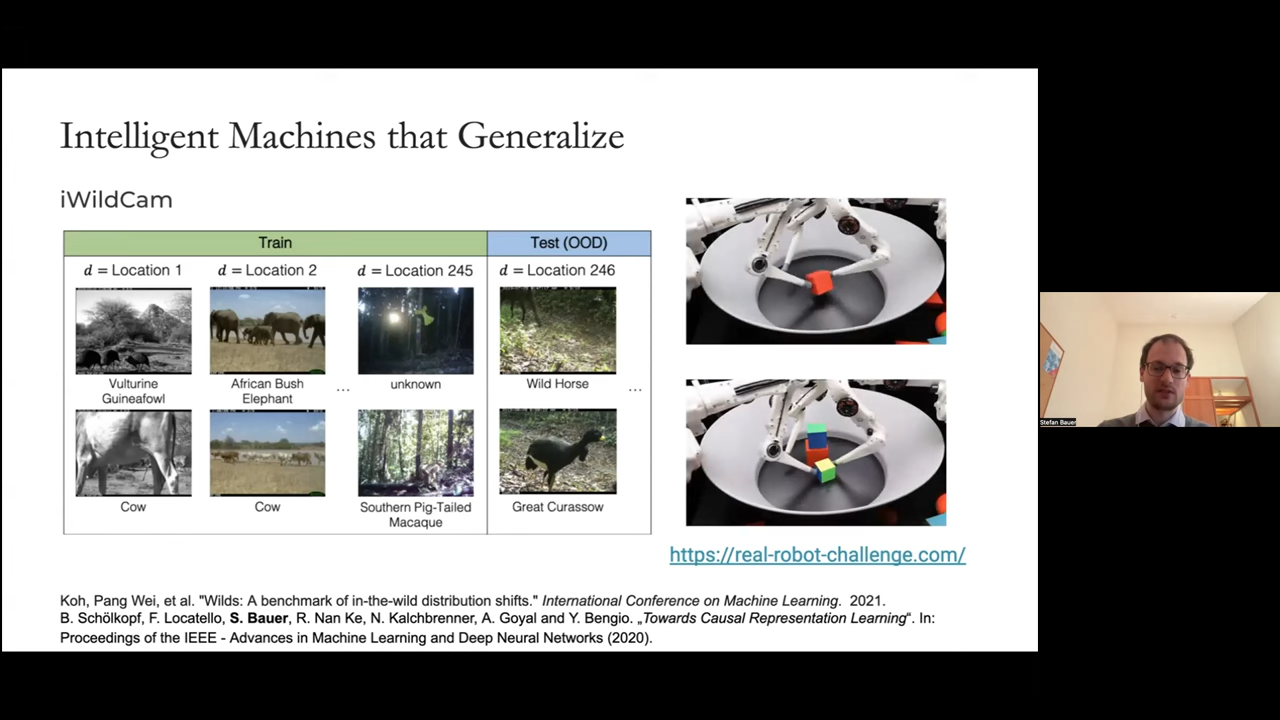 Intelligent Machines that Generalize
iWildCam
Train
Test (OOD)
d = Location 1
d = Location 2
d = Location 245
d = Location 246
Vulturine
Guineafowl
African Bush
Elephant
...
unknown
Wild Horse
...
Cow
Cow
Southern Pig-Tailed
Macaque
Great Curassow
https://real-robot-challenge.com/
Koh, Pang Wei, et al. "Wilds: A benchmark of in-the-wild distribution shifts." International Conference on Machine Learning. 2021.
B. Schölkopf, F. Locatello, S. Bauer, R. Nan Ke, N. Kalchbrenner, A. Goyal and Y. Bengio. „Towards Causal Representation Learning“. In:
Proceedings of the IEEE - Advances in Machine Learning and Deep Neural Networks (2020).
Stefan Bauer